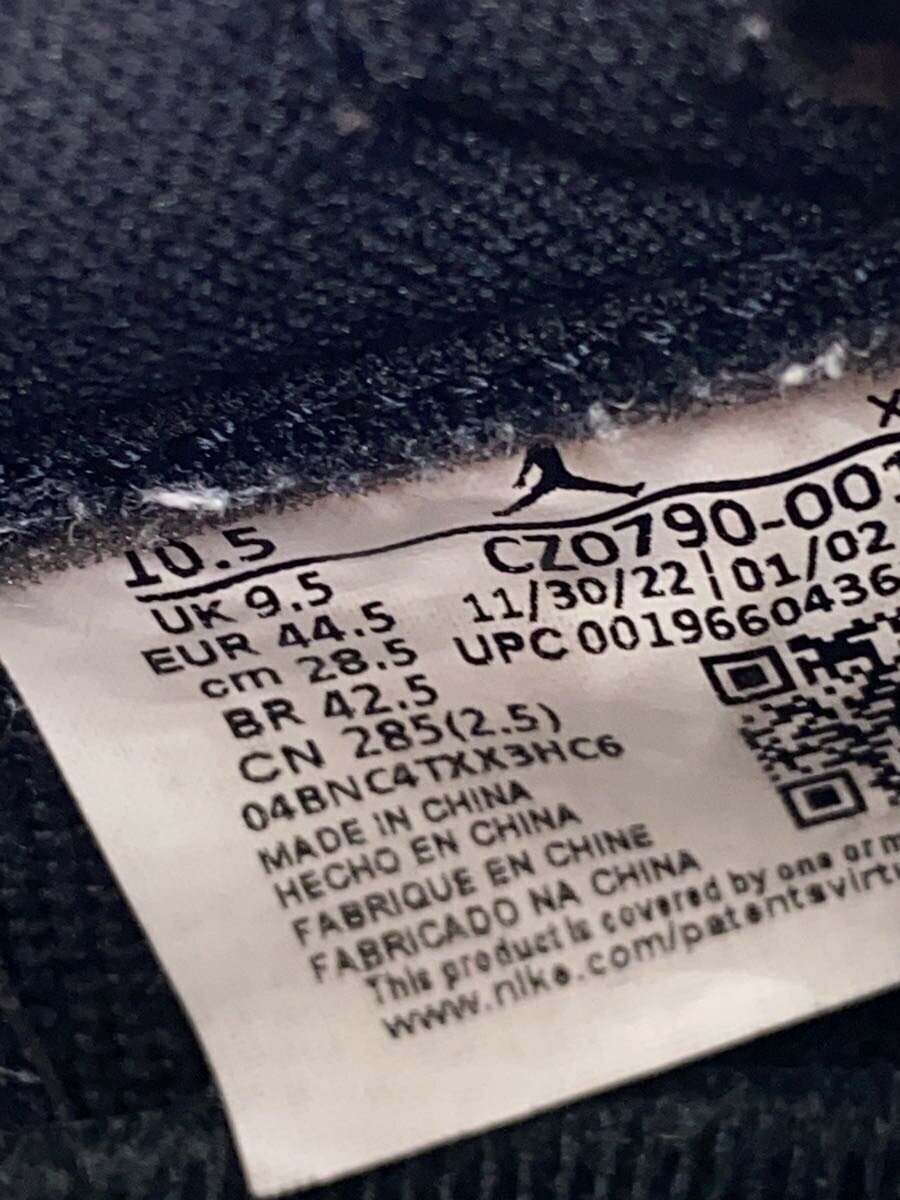 10.5
UK 9.5
EUR 44.5
cm 28.5
BR 42.5
CN 285(2.5)
04BNC4TXX3HC6
MADE IN CHINA
HECHO EN CHINA
FABRIQUE EN CHINE
FABRICADO NA CHINA
This product is covered by one or
www.nike.com/patents
X
CZ0790-001
11/30/22 | 01/02
UPC 0019660436